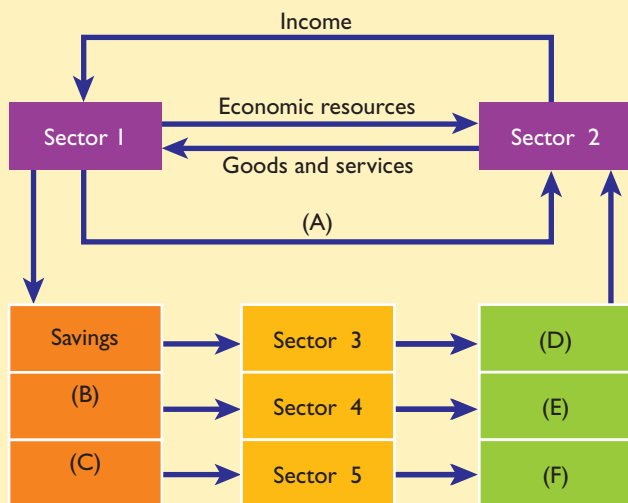 Income
Economic resources
Sector 1
Sector 2
Goods and services
(A)
Savings
Sector 3
(D)
(B)
Sector 4
(E)
(C)
Sector 5
(F)